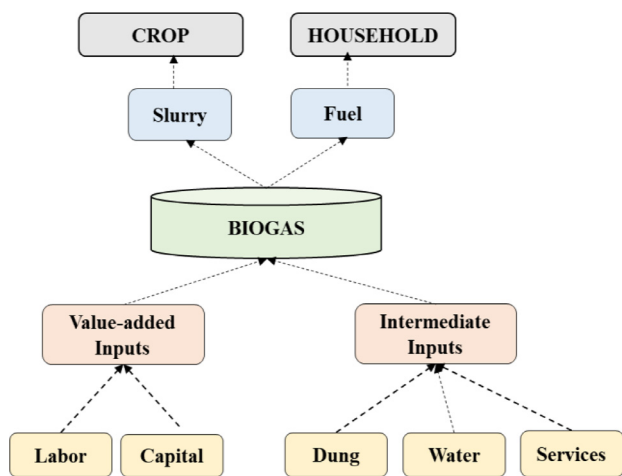 CROP
HOUSEHOLD
Slurry
Fuel
BIOGAS
Value-added
Inputs
Intermediate
Inputs
Labor
Capital
Dung
Water
Services